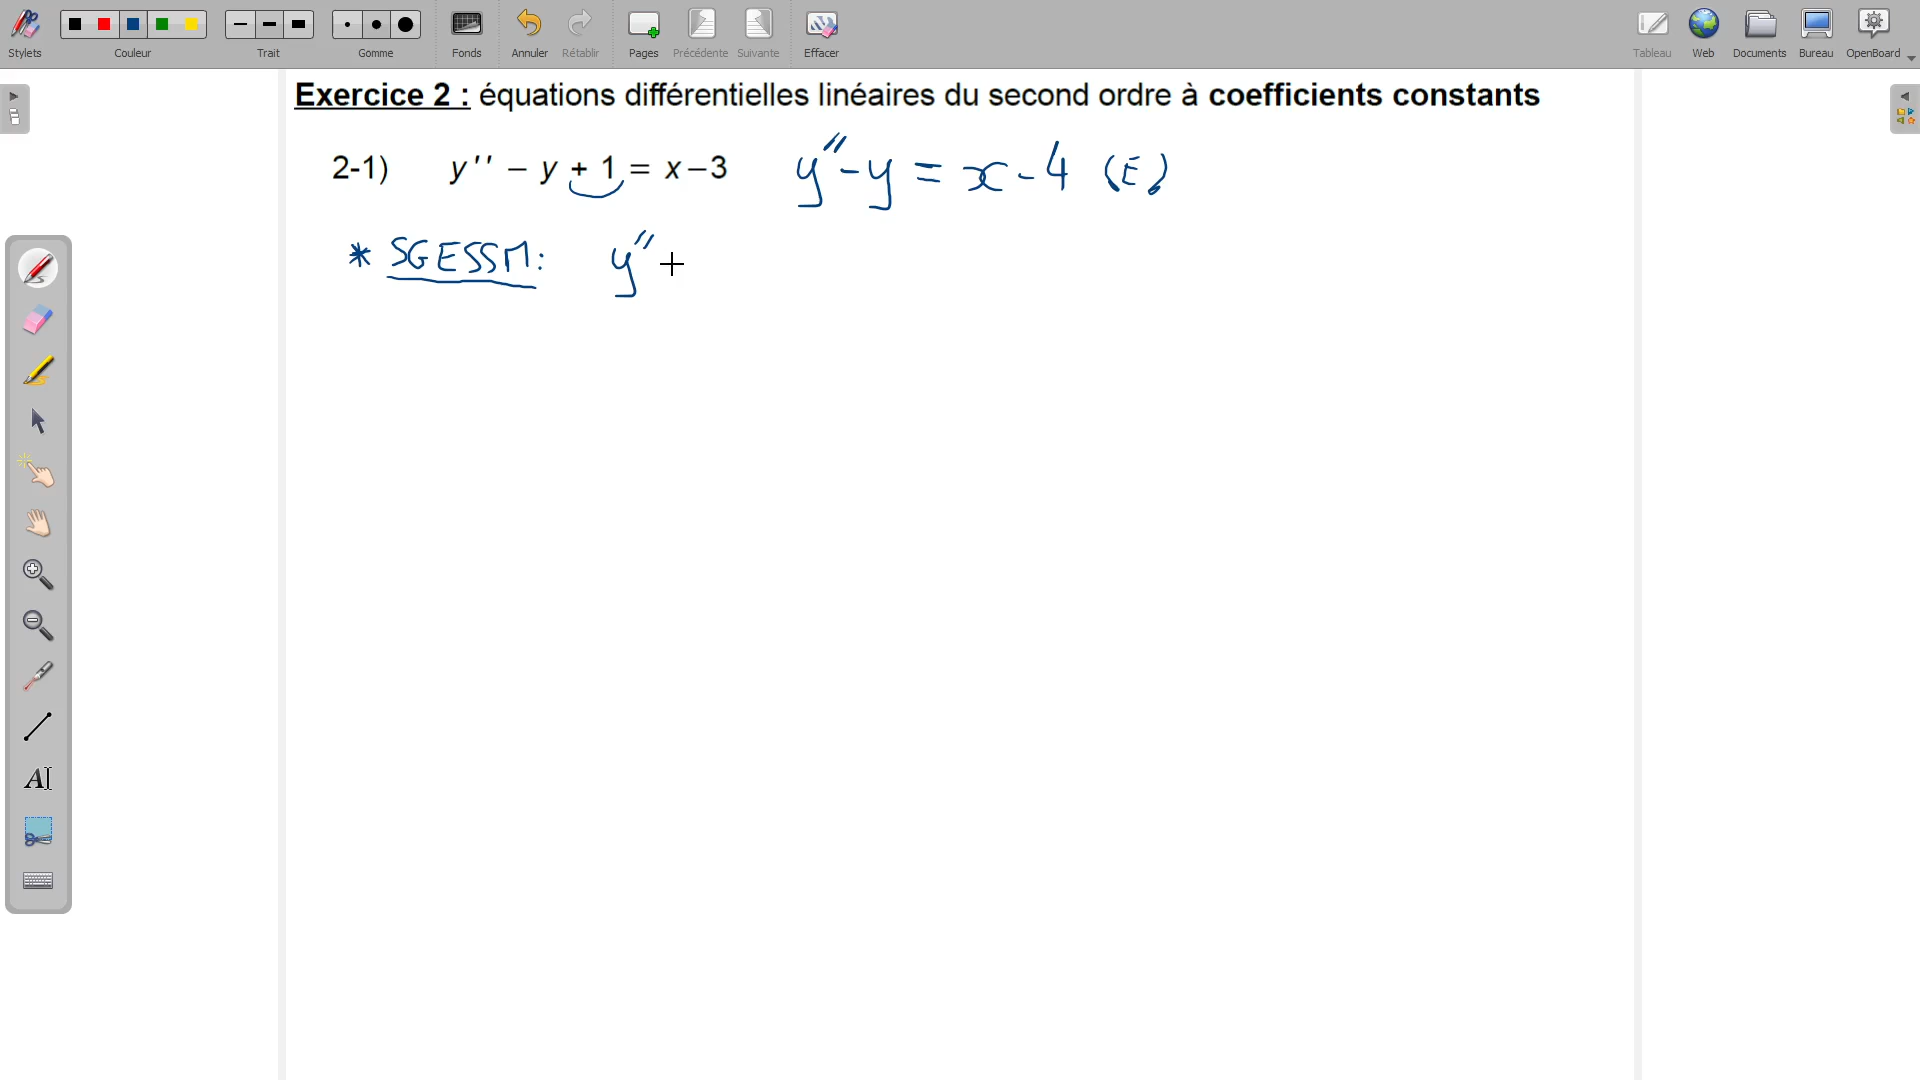 Stylets Couleur Trait Gomme Fonds Annuler Rétablir Pages Précédente Suivante Effacer Tableau Web Documents Bureau OpenBoard
Exercice 2 : équations différentielles linéaires du second ordre à coefficients constants
2-1) y'' − y + 1 = x − 3 y'' - y = x - 4 (E)
* SGESSM: y''